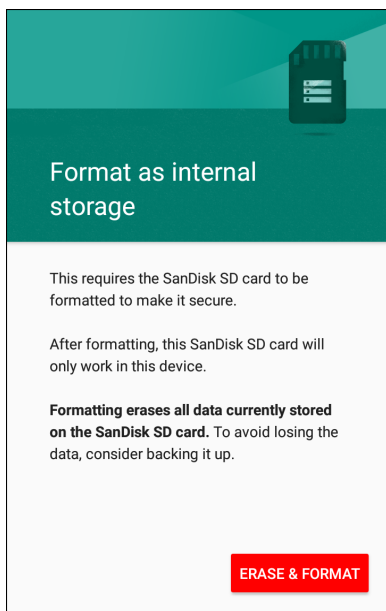 Format as internal
storage
This requires the SanDisk SD card to be
formatted to make it secure.
After formatting, this SanDisk SD card will
only work in this device.
Formatting erases all data currently stored
on the SanDisk SD card. To avoid losing the
data, consider backing it up.
ERASE & FORMAT